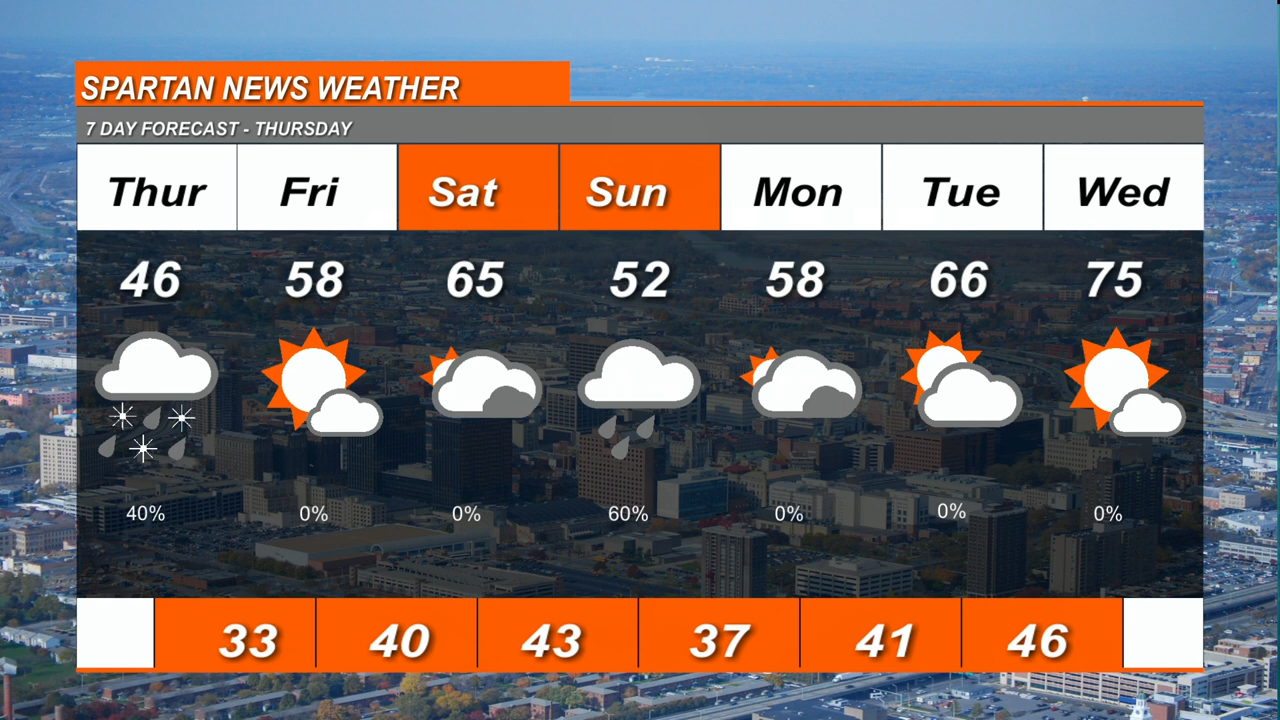 SPARTAN NEWS WEATHER
7 DAY FORECAST - THURSDAY
Thur Fri Sat Sun Mon Tue Wed
46 58 65 52 58 66 75
40% 0% 0% 60% 0% 0% 0%
33 40 43 37 41 46